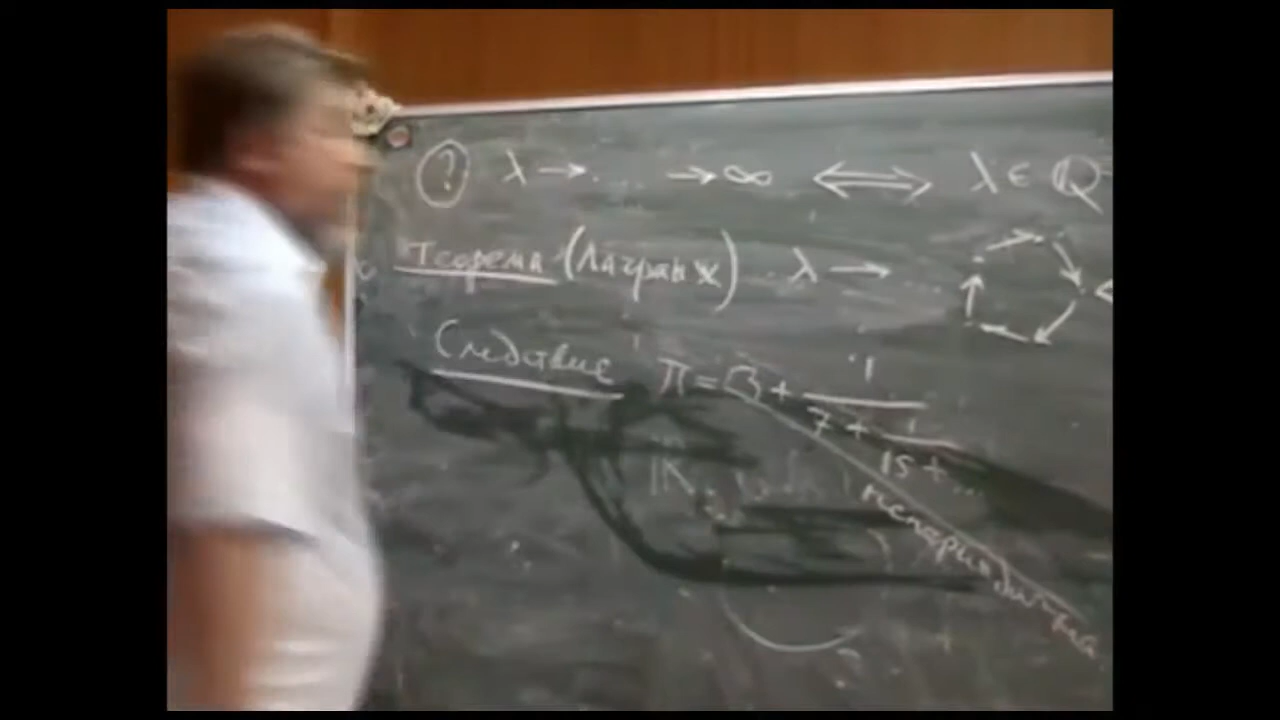 ? λ → . . . → ∞ ⟺ λ ∈ ℚ
Теорема (Лагранж) λ → ...
Следствие π = 3 + 1
7 + 1
15 + ...
непериодична